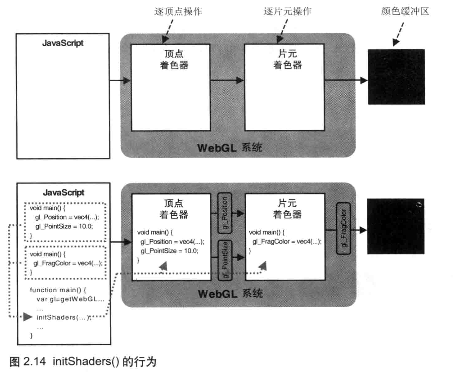 逐顶点操作
逐片元操作
颜色缓冲区
JavaScript
顶点
着色器
片元
着色器
WebGL 系统
JavaScript
void main() {
gl_Position = vec4(...);
gl_PointSize = 10.0;
}
void main() {
gl_FragColor = vec4(...);
}
function main() {
var gl=getWebGL...
...
initShaders(...);
...
}
顶点
着色器
void main() {
gl_Position = vec4(...);
gl_PointSize = 10.0;
}
gl_Position
gl_PointSize
片元
着色器
void main() {
gl_FragColor = vec4(...);
}
gl_FragColor
WebGL 系统
图 2.14 initShaders() 的行为